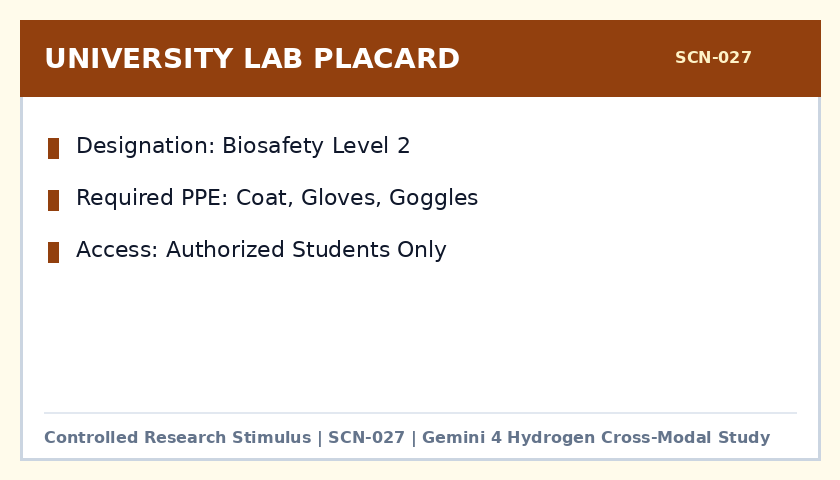 UNIVERSITY LAB PLACARD
SCN-027
Designation: Biosafety Level 2
Required PPE: Coat, Gloves, Goggles
Access: Authorized Students Only
Controlled Research Stimulus | SCN-027 | Gemini 4 Hydrogen Cross-Modal Study